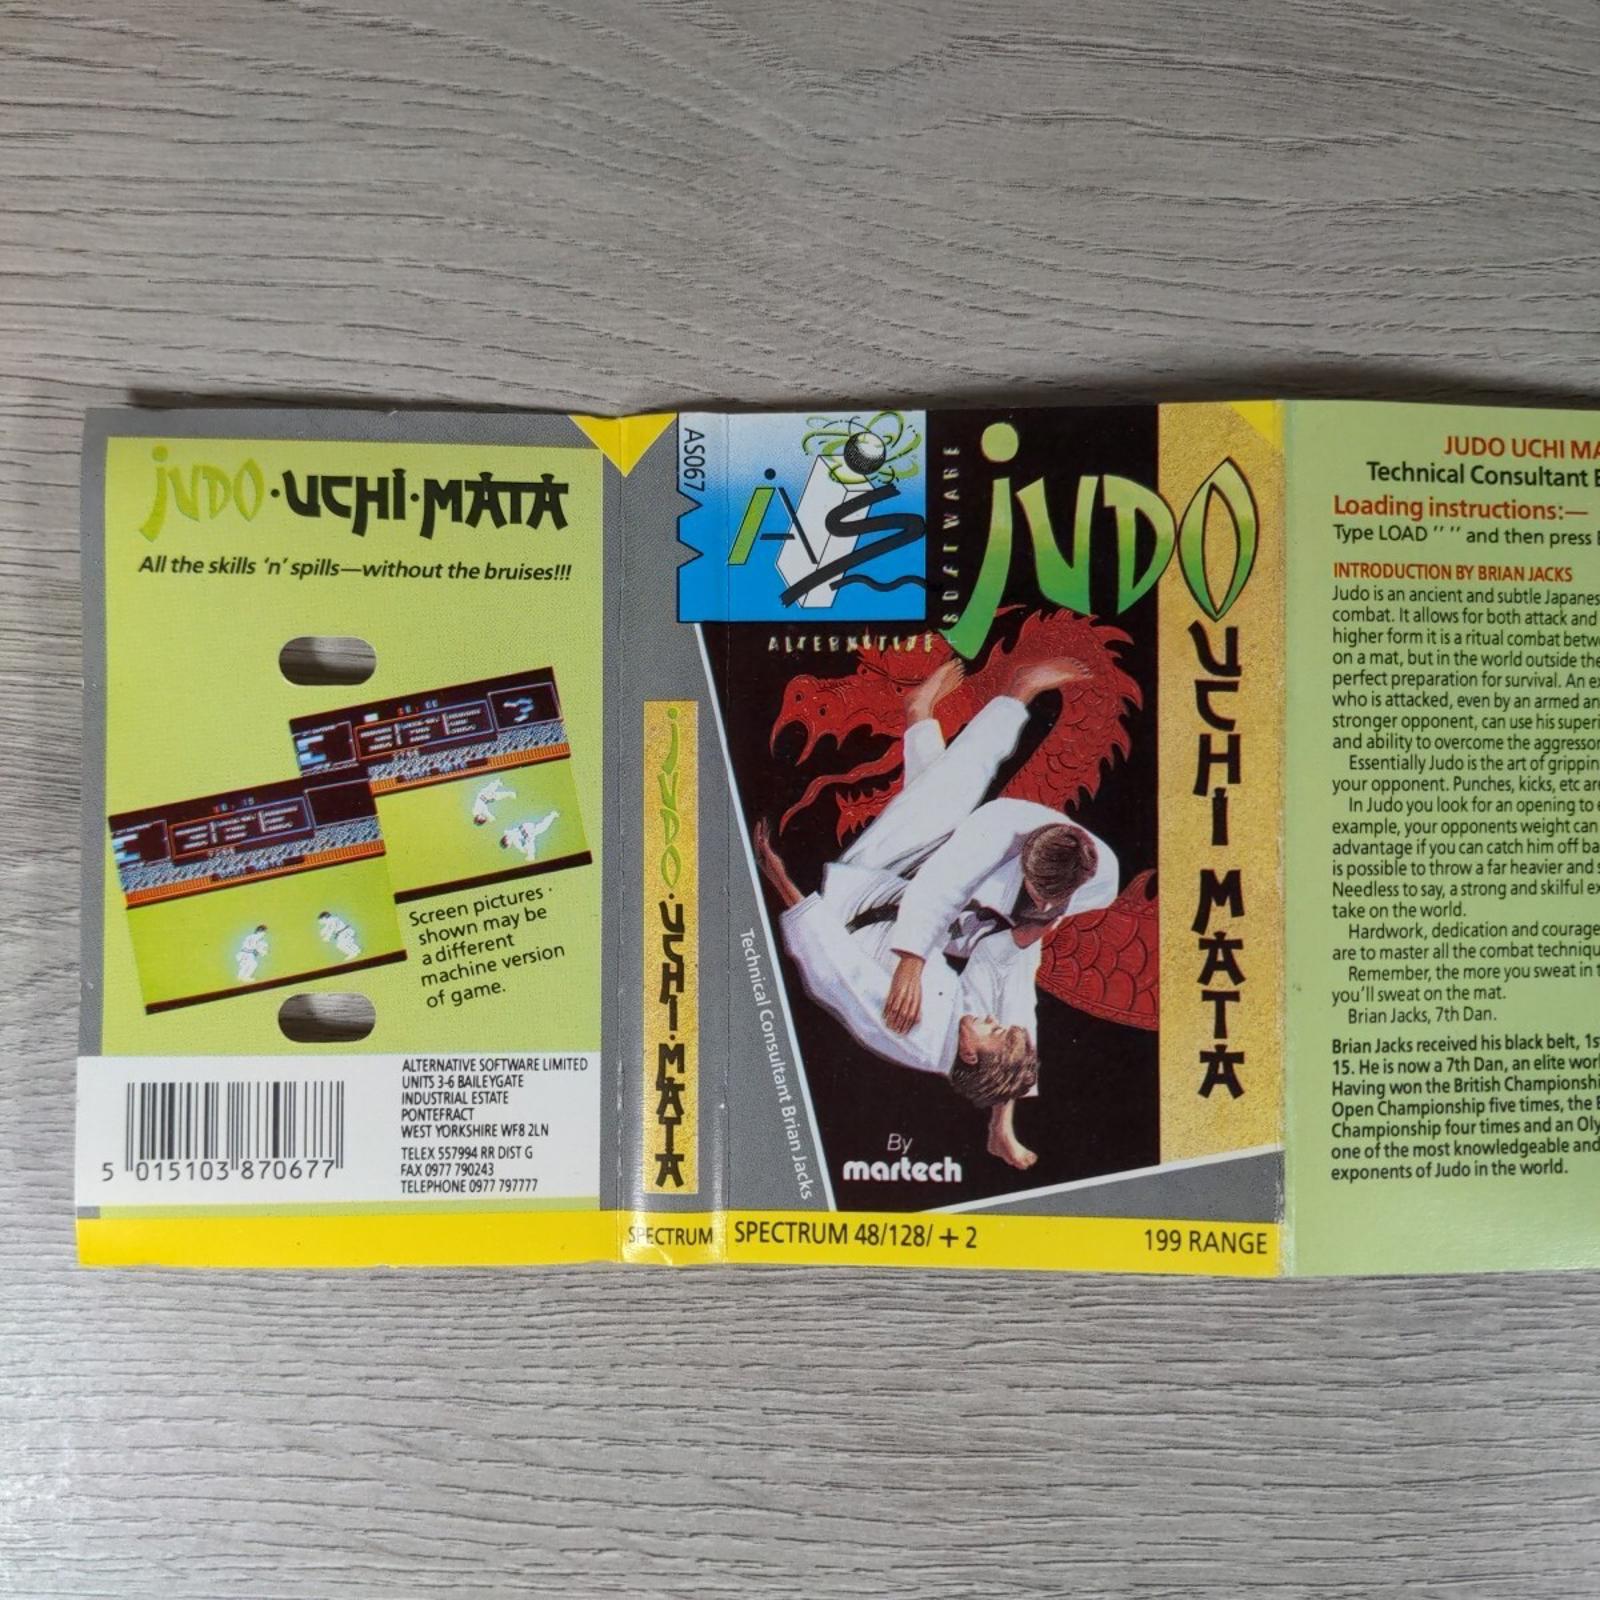 JUDO·UCHI·MATA
All the skills 'n' spills—without the bruises!!!
Screen pictures
shown may be
a different
machine version
of game.
5 015103 870677
ALTERNATIVE SOFTWARE LIMITED
UNITS 3-6 BAILEYGATE
INDUSTRIAL ESTATE
PONTEFRACT
WEST YORKSHIRE WF8 2LN
TELEX 557994 RR DIST G
FAX 0977 790243
TELEPHONE 0977 797777
AS067
JUDO·UCHI·MATA
SPECTRUM
AS
ALTERNATIVE
SOFTWARE
JUDO
UCHI MATA
Technical Consultant Brian Jacks
By
martech
SPECTRUM 48/128/+2
199 RANGE
JUDO UCHI MA
Technical Consultant B
Loading instructions:—
Type LOAD " " and then press E
INTRODUCTION BY BRIAN JACKS
Judo is an ancient and subtle Japanes
combat. It allows for both attack and
higher form it is a ritual combat betw
on a mat, but in the world outside the
perfect preparation for survival. An ex
who is attacked, even by an armed an
stronger opponent, can use his superi
and ability to overcome the aggressor
Essentially Judo is the art of grippin
your opponent. Punches, kicks, etc are
In Judo you look for an opening to e
example, your opponents weight can
advantage if you can catch him off ba
is possible to throw a far heavier and s
Needless to say, a strong and skilful ex
take on the world.
Hardwork, dedication and courage
are to master all the combat techniqu
Remember, the more you sweat in t
you'll sweat on the mat.
Brian Jacks, 7th Dan.
Brian Jacks received his black belt, 1s
15. He is now a 7th Dan, an elite worl
Having won the British Championshi
Open Championship five times, the E
Championship four times and an Oly
one of the most knowledgeable and
exponents of Judo in the world.